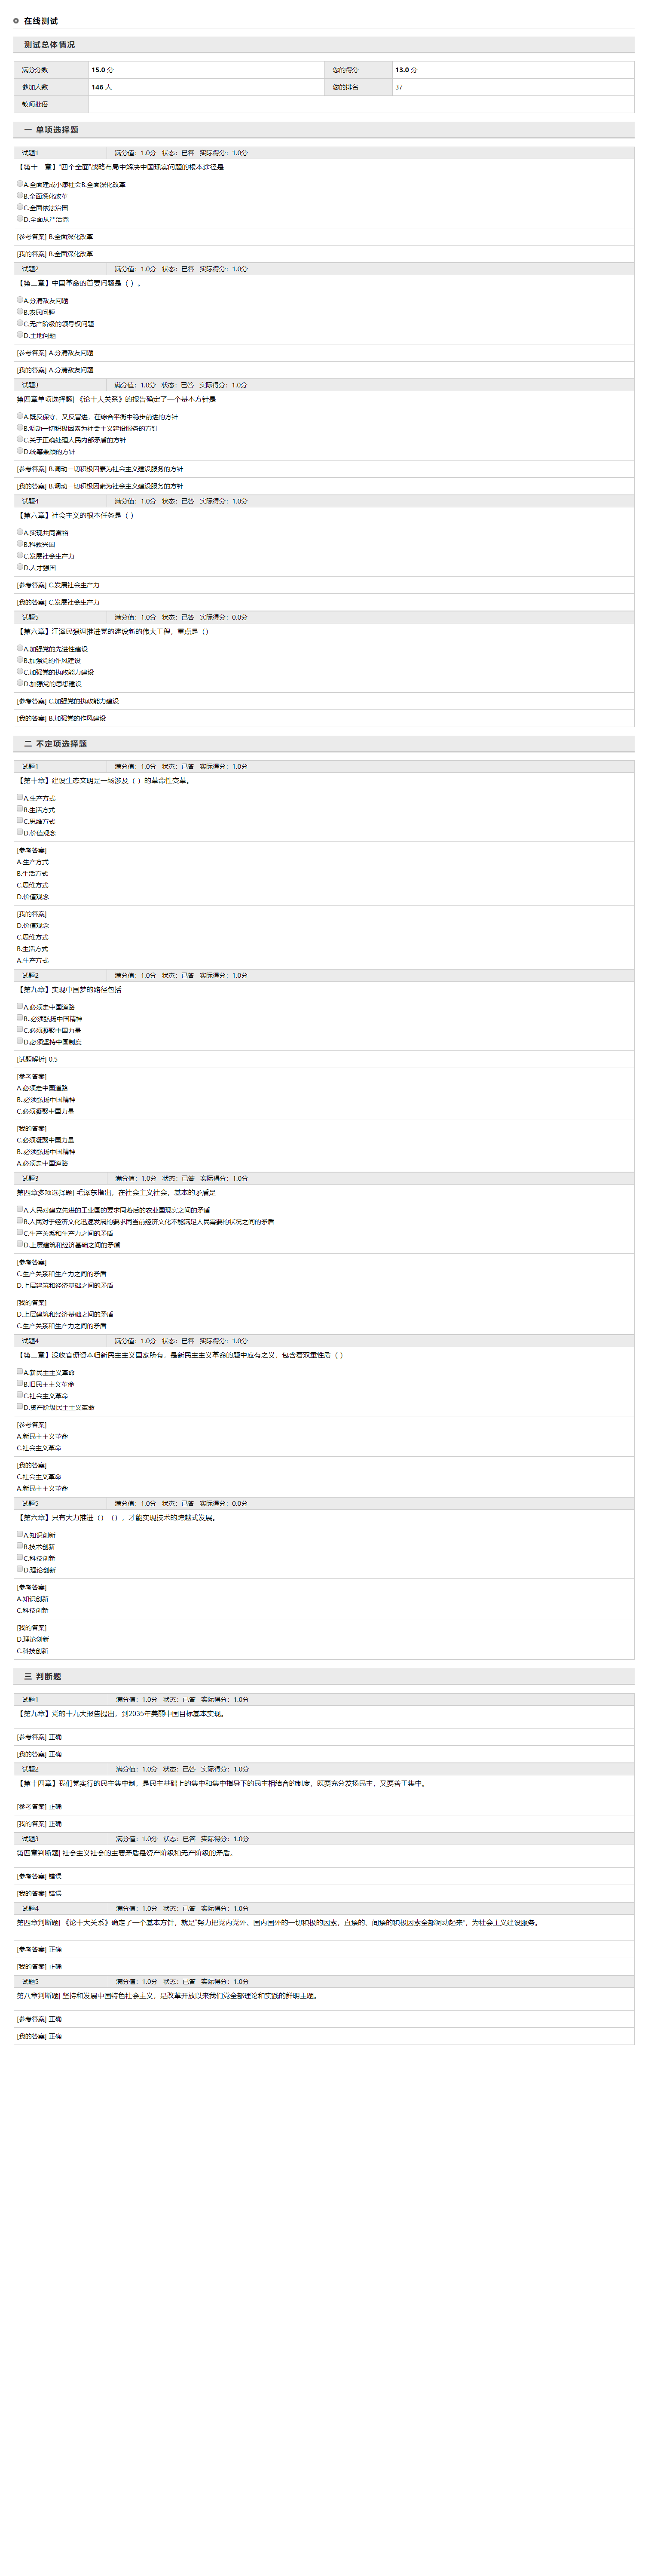 在线测试
测试总体情况
满分分数 15.0 分 您的得分 13.0 分
参加人数 146 人 您的排名 37
教师批语
一 单项选择题
试题1 满分值：1.0分 状态：已答 实际得分：1.0分
【第十一章】“四个全面”战略布局中解决中国现实问题的根本途径是
A.全面建成小康社会B.全面深化改革
B.全面深化改革
C.全面依法治国
D.全面从严治党
[参考答案] B.全面深化改革
[我的答案] B.全面深化改革
试题2 满分值：1.0分 状态：已答 实际得分：1.0分
【第二章】中国革命的首要问题是（ ）。
A.分清敌友问题
B.农民问题
C.无产阶级的领导权问题
D.土地问题
[参考答案] A.分清敌友问题
[我的答案] A.分清敌友问题
试题3 满分值：1.0分 状态：已答 实际得分：1.0分
第四章单项选择题| 《论十大关系》的报告确定了一个基本方针是
A.既反保守，又反冒进，在综合平衡中稳步前进的方针
B.调动一切积极因素为社会主义建设服务的方针
C.关于正确处理人民内部矛盾的方针
D.统筹兼顾的方针
[参考答案] B.调动一切积极因素为社会主义建设服务的方针
[我的答案] B.调动一切积极因素为社会主义建设服务的方针
试题4 满分值：1.0分 状态：已答 实际得分：1.0分
【第六章】社会主义的根本任务是（ ）
A.实现共同富裕
B.科教兴国
C.发展社会生产力
D.人才强国
[参考答案] C.发展社会生产力
[我的答案] C.发展社会生产力
试题5 满分值：1.0分 状态：已答 实际得分：0.0分
【第六章】江泽民强调推进党的建设新的伟大工程，重点是（）
A.加强党的先进性建设
B.加强党的作风建设
C.加强党的执政能力建设
D.加强党的思想建设
[参考答案] C.加强党的执政能力建设
[我的答案] B.加强党的作风建设
二 不定项选择题
试题1 满分值：1.0分 状态：已答 实际得分：1.0分
【第十章】建设生态文明是一场涉及（ ）的革命性变革。
A.生产方式
B.生活方式
C.思维方式
D.价值观念
[参考答案]
A.生产方式
B.生活方式
C.思维方式
D.价值观念
[我的答案]
D.价值观念
C.思维方式
B.生活方式
A.生产方式
试题2 满分值：1.0分 状态：已答 实际得分：1.0分
【第九章】实现中国梦的路径包括
A.必须走中国道路
B..必须弘扬中国精神
C.必须凝聚中国力量
D.必须坚持中国制度
[试题解析] 0.5
[参考答案]
A.必须走中国道路
B..必须弘扬中国精神
C.必须凝聚中国力量
[我的答案]
C.必须凝聚中国力量
B..必须弘扬中国精神
A.必须走中国道路
试题3 满分值：1.0分 状态：已答 实际得分：1.0分
第四章多项选择题| 毛泽东指出，在社会主义社会，基本的矛盾是
A.人民对建立先进的工业国的要求同落后的农业国现实之间的矛盾
B.人民对于经济文化迅速发展的要求同当前经济文化不能满足人民需要的状况之间的矛盾
C.生产关系和生产力之间的矛盾
D.上层建筑和经济基础之间的矛盾
[参考答案]
C.生产关系和生产力之间的矛盾
D.上层建筑和经济基础之间的矛盾
[我的答案]
D.上层建筑和经济基础之间的矛盾
C.生产关系和生产力之间的矛盾
试题4 满分值：1.0分 状态：已答 实际得分：1.0分
【第二章】没收官僚资本归新民主主义国家所有，是新民主主义革命的题中应有之义，包含着双重性质（ ）
A.新民主主义革命
B.旧民主主义革命
C.社会主义革命
D.资产阶级民主主义革命
[参考答案]
A.新民主主义革命
C.社会主义革命
[我的答案]
C.社会主义革命
A.新民主主义革命
试题5 满分值：1.0分 状态：已答 实际得分：0.0分
【第六章】只有大力推进（）（），才能实现技术的跨越式发展。
A.知识创新
B.技术创新
C.科技创新
D.理论创新
[参考答案]
A.知识创新
C.科技创新
[我的答案]
D.理论创新
C.科技创新
三 判断题
试题1 满分值：1.0分 状态：已答 实际得分：1.0分
【第九章】党的十九大报告提出，到2035年美丽中国目标基本实现。
[参考答案] 正确
[我的答案] 正确
试题2 满分值：1.0分 状态：已答 实际得分：1.0分
【第十四章】我们党实行的民主集中制，是民主基础上的集中和集中指导下的民主相结合的制度，既要充分发扬民主，又要善于集中。
[参考答案] 正确
[我的答案] 正确
试题3 满分值：1.0分 状态：已答 实际得分：1.0分
第四章判断题| 社会主义社会的主要矛盾是资产阶级和无产阶级的矛盾。
[参考答案] 错误
[我的答案] 错误
试题4 满分值：1.0分 状态：已答 实际得分：1.0分
第四章判断题| 《论十大关系》确定了一个基本方针，就是“努力把党内党外、国内国外的一切积极的因素，直接的、间接的积极因素全部调动起来”，为社会主义建设服务。
[参考答案] 正确
[我的答案] 正确
试题5 满分值：1.0分 状态：已答 实际得分：1.0分
第八章判断题| 坚持和发展中国特色社会主义，是改革开放以来我们党全部理论和实践的鲜明主题。
[参考答案] 正确
[我的答案] 正确